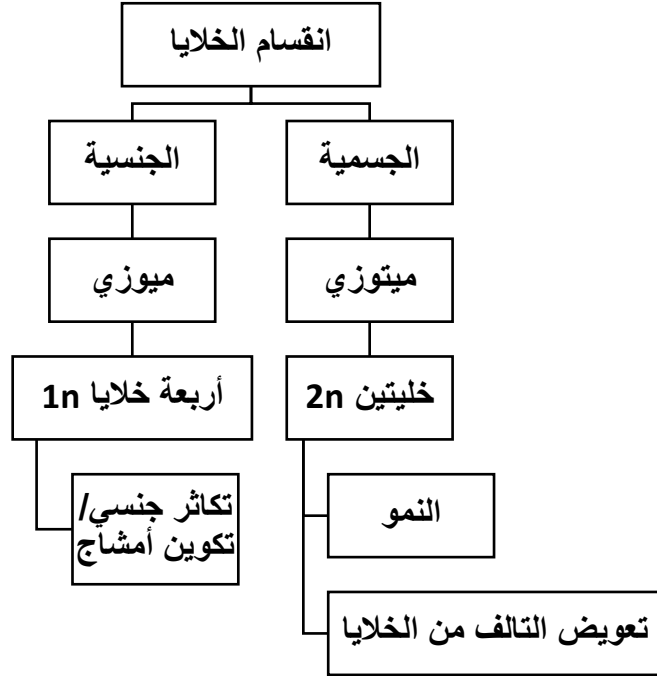 انقسام الخلايا
الجسمية
الجنسية
ميتوزي
ميوزي
خليتين 2n
أربعة خلايا 1n
النمو
تكاثر جنسي/
تكوين أمشاج
تعويض التالف من الخلايا